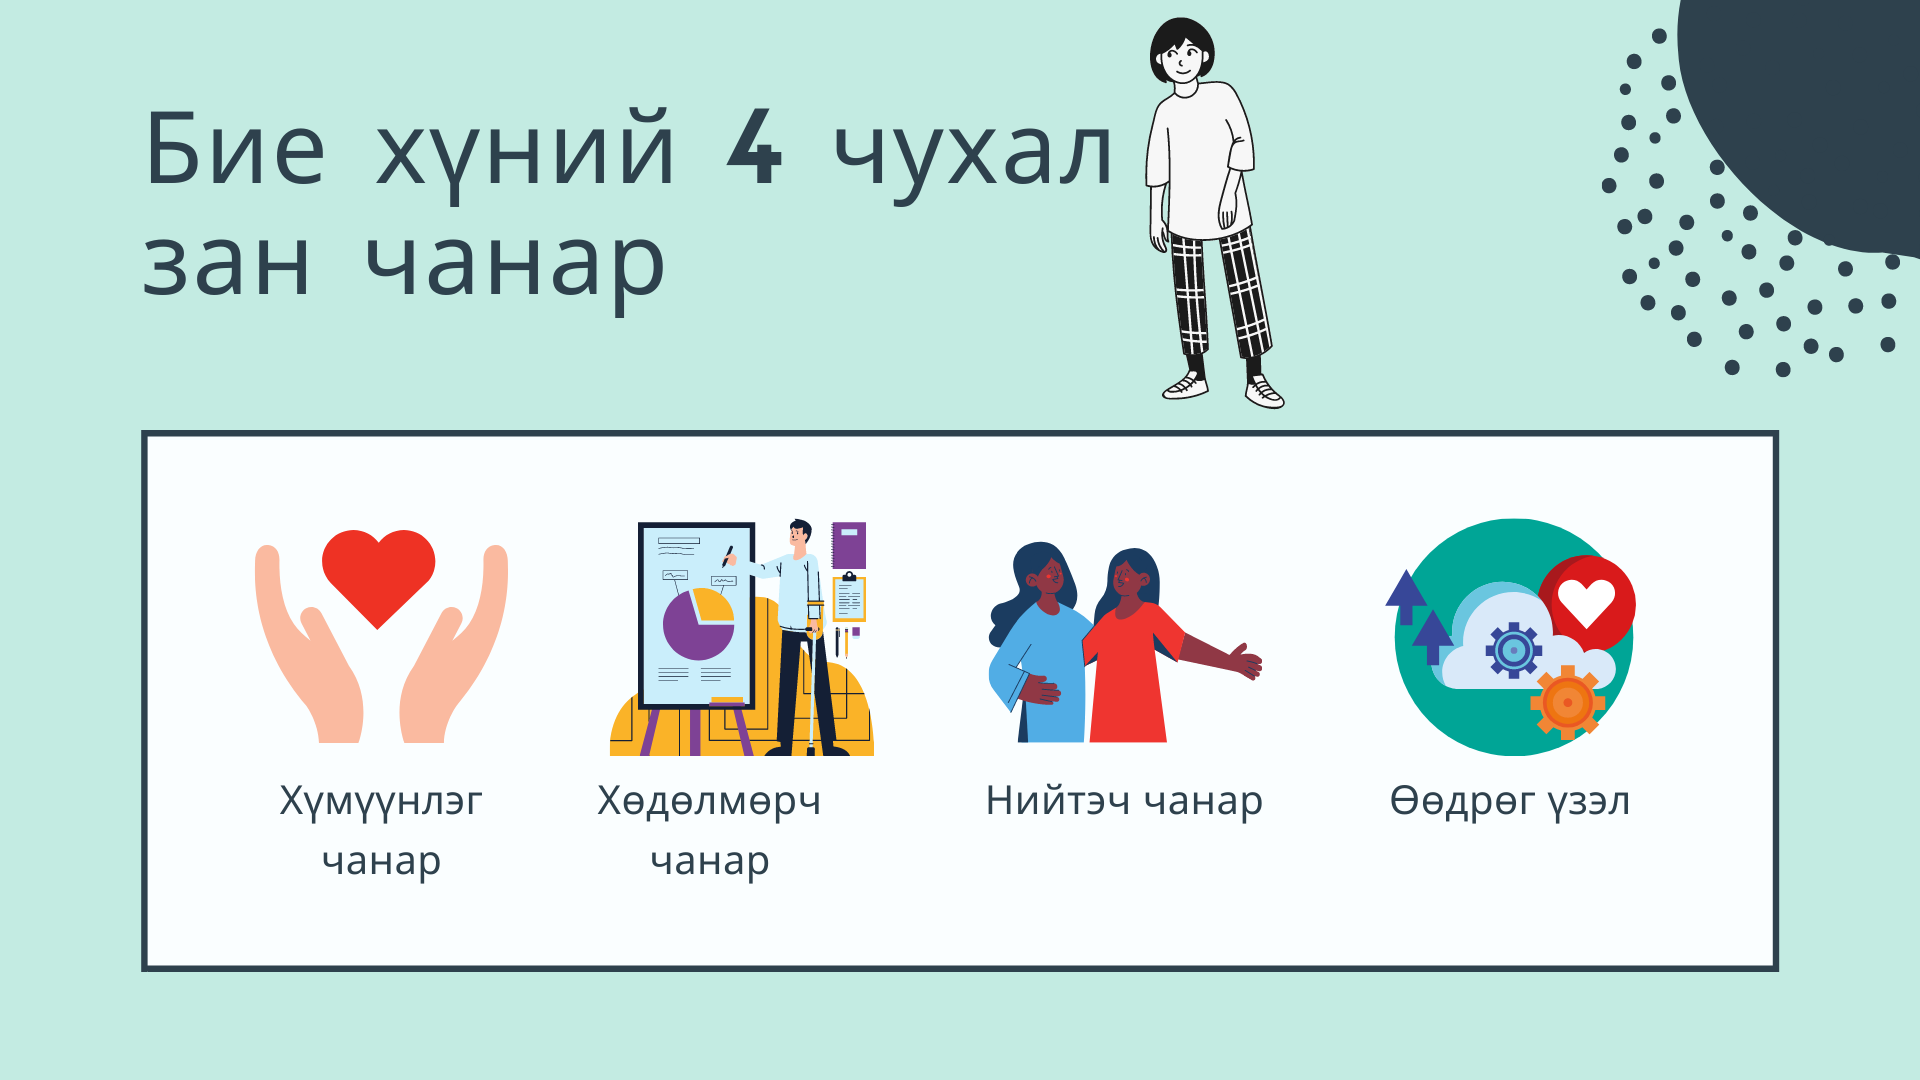 Бие хүний 4 чухал
зан чанар
Хүмүүнлэг
чанар
Хөдөлмөрч
чанар
Нийтэч чанар
Өөдрөг үзэл